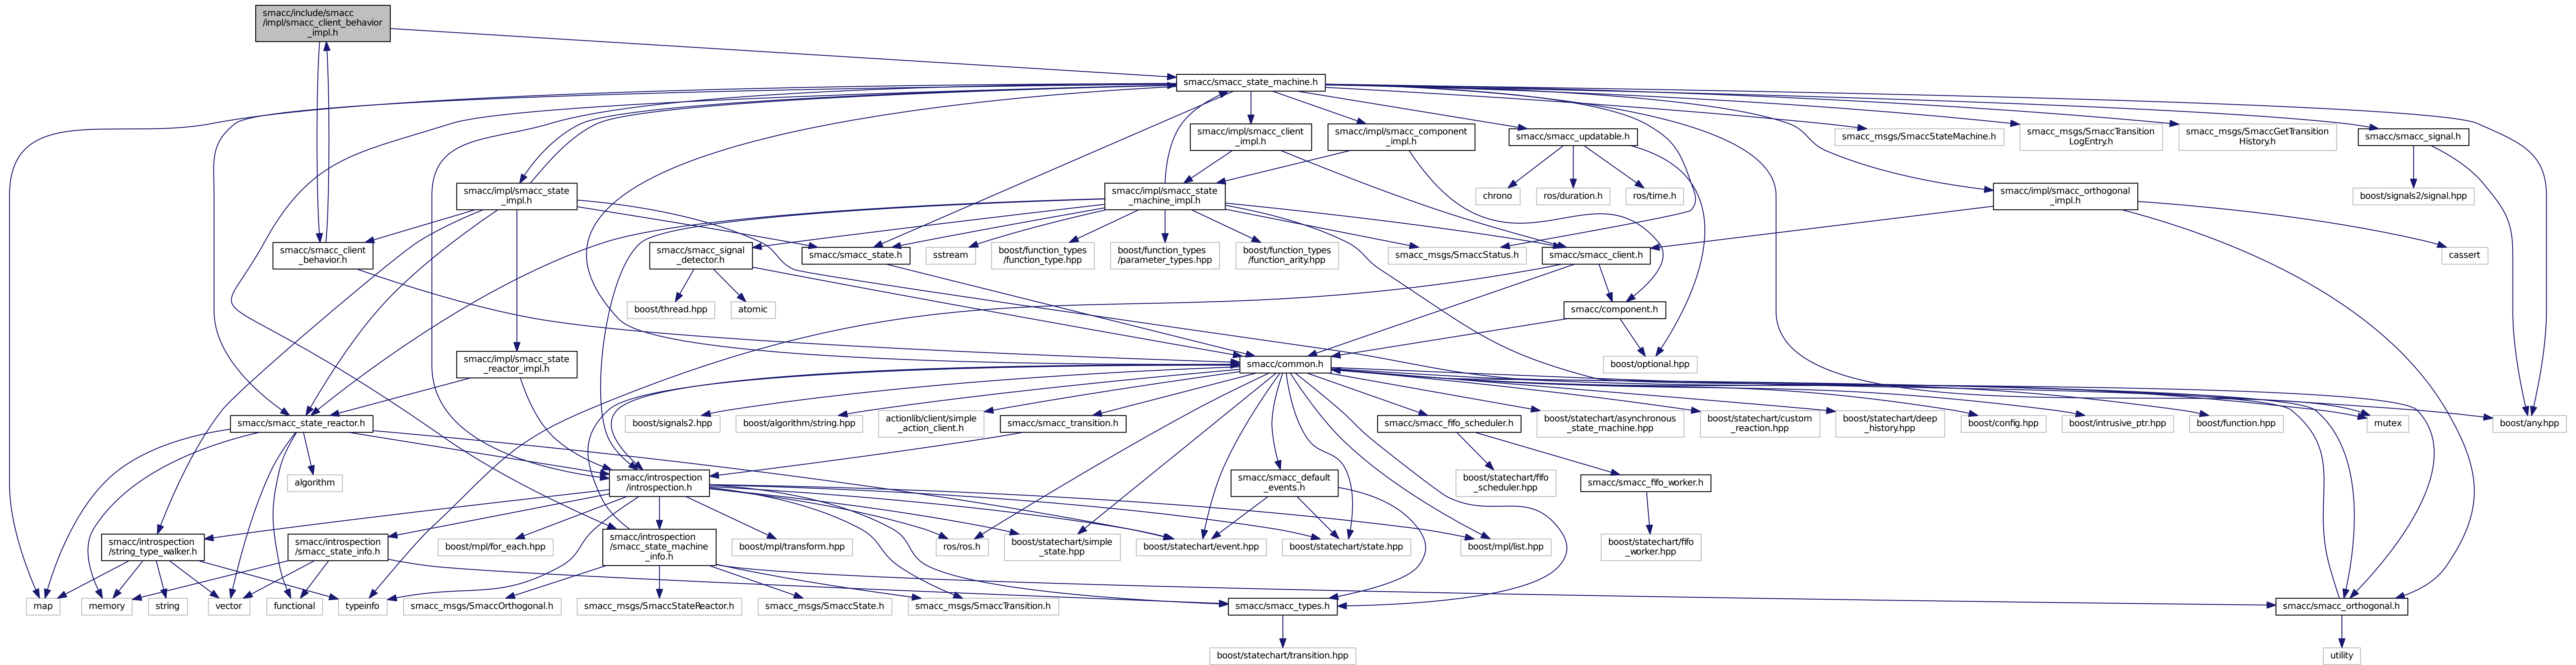 smacc/include/smacc
/impl/smacc_client_behavior
_impl.h
smacc/smacc_state_machine.h
smacc/impl/smacc_client
_impl.h
smacc/impl/smacc_component
_impl.h
smacc/smacc_updatable.h
smacc_msgs/SmaccStateMachine.h
smacc_msgs/SmaccTransition
LogEntry.h
smacc_msgs/SmaccGetTransition
History.h
smacc/smacc_signal.h
smacc/impl/smacc_state
_impl.h
smacc/impl/smacc_state
_machine_impl.h
chrono
ros/duration.h
ros/time.h
smacc/impl/smacc_orthogonal
_impl.h
boost/signals2/signal.hpp
smacc/smacc_client
_behavior.h
smacc/smacc_signal
_detector.h
smacc/smacc_state.h
sstream
boost/function_types
/function_type.hpp
boost/function_types
/parameter_types.hpp
boost/function_types
/function_arity.hpp
smacc_msgs/SmaccStatus.h
smacc/smacc_client.h
cassert
boost/thread.hpp
atomic
smacc/component.h
smacc/impl/smacc_state
_reactor_impl.h
smacc/common.h
boost/optional.hpp
smacc/smacc_state_reactor.h
boost/signals2.hpp
boost/algorithm/string.hpp
actionlib/client/simple
_action_client.h
smacc/smacc_transition.h
smacc/smacc_fifo_scheduler.h
boost/statechart/asynchronous
_state_machine.hpp
boost/statechart/custom
_reaction.hpp
boost/statechart/deep
_history.hpp
boost/config.hpp
boost/intrusive_ptr.hpp
boost/function.hpp
mutex
boost/any.hpp
algorithm
smacc/introspection
/introspection.h
smacc/smacc_default
_events.h
boost/statechart/fifo
_scheduler.hpp
smacc/smacc_fifo_worker.h
smacc/introspection
/string_type_walker.h
smacc/introspection
/smacc_state_info.h
boost/mpl/for_each.hpp
smacc/introspection
/smacc_state_machine
_info.h
boost/mpl/transform.hpp
ros/ros.h
boost/statechart/simple
_state.hpp
boost/statechart/event.hpp
boost/statechart/state.hpp
boost/mpl/list.hpp
boost/statechart/fifo
_worker.hpp
map
memory
string
vector
functional
typeinfo
smacc_msgs/SmaccOrthogonal.h
smacc_msgs/SmaccStateReactor.h
smacc_msgs/SmaccState.h
smacc_msgs/SmaccTransition.h
smacc/smacc_types.h
smacc/smacc_orthogonal.h
boost/statechart/transition.hpp
utility